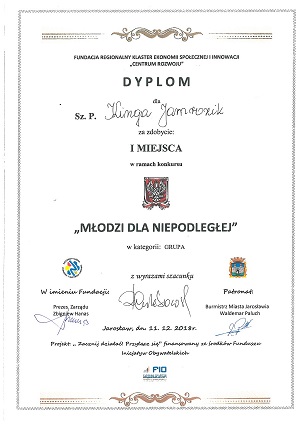 FUNDACJA REGIONALNY KLASTER EKONOMII SPOŁECZNEJ I INNOWACJI
„CENTRUM ROZWOJU”
DYPLOM
dla
Sz. P. Kinga Jamrozik
za zdobycie:
I MIEJSCA
w ramach konkursu
„MŁODZI DLA NIEPODLEGŁEJ”
w kategorii: GRUPA
z wyrazami szacunku
W imieniu Fundacji:
Patronat:
Prezes, Zarządu
Zbigniew Hanas
Burmistrz Miasta Jarosławia
Waldemar Paluch
Jarosław, dn. 11. 12. 2018r.
Projekt „ Zacznij działać! Przyłącz się" finansowany ze środków Funduszu
Inicjatyw Obywatelskich
FIO